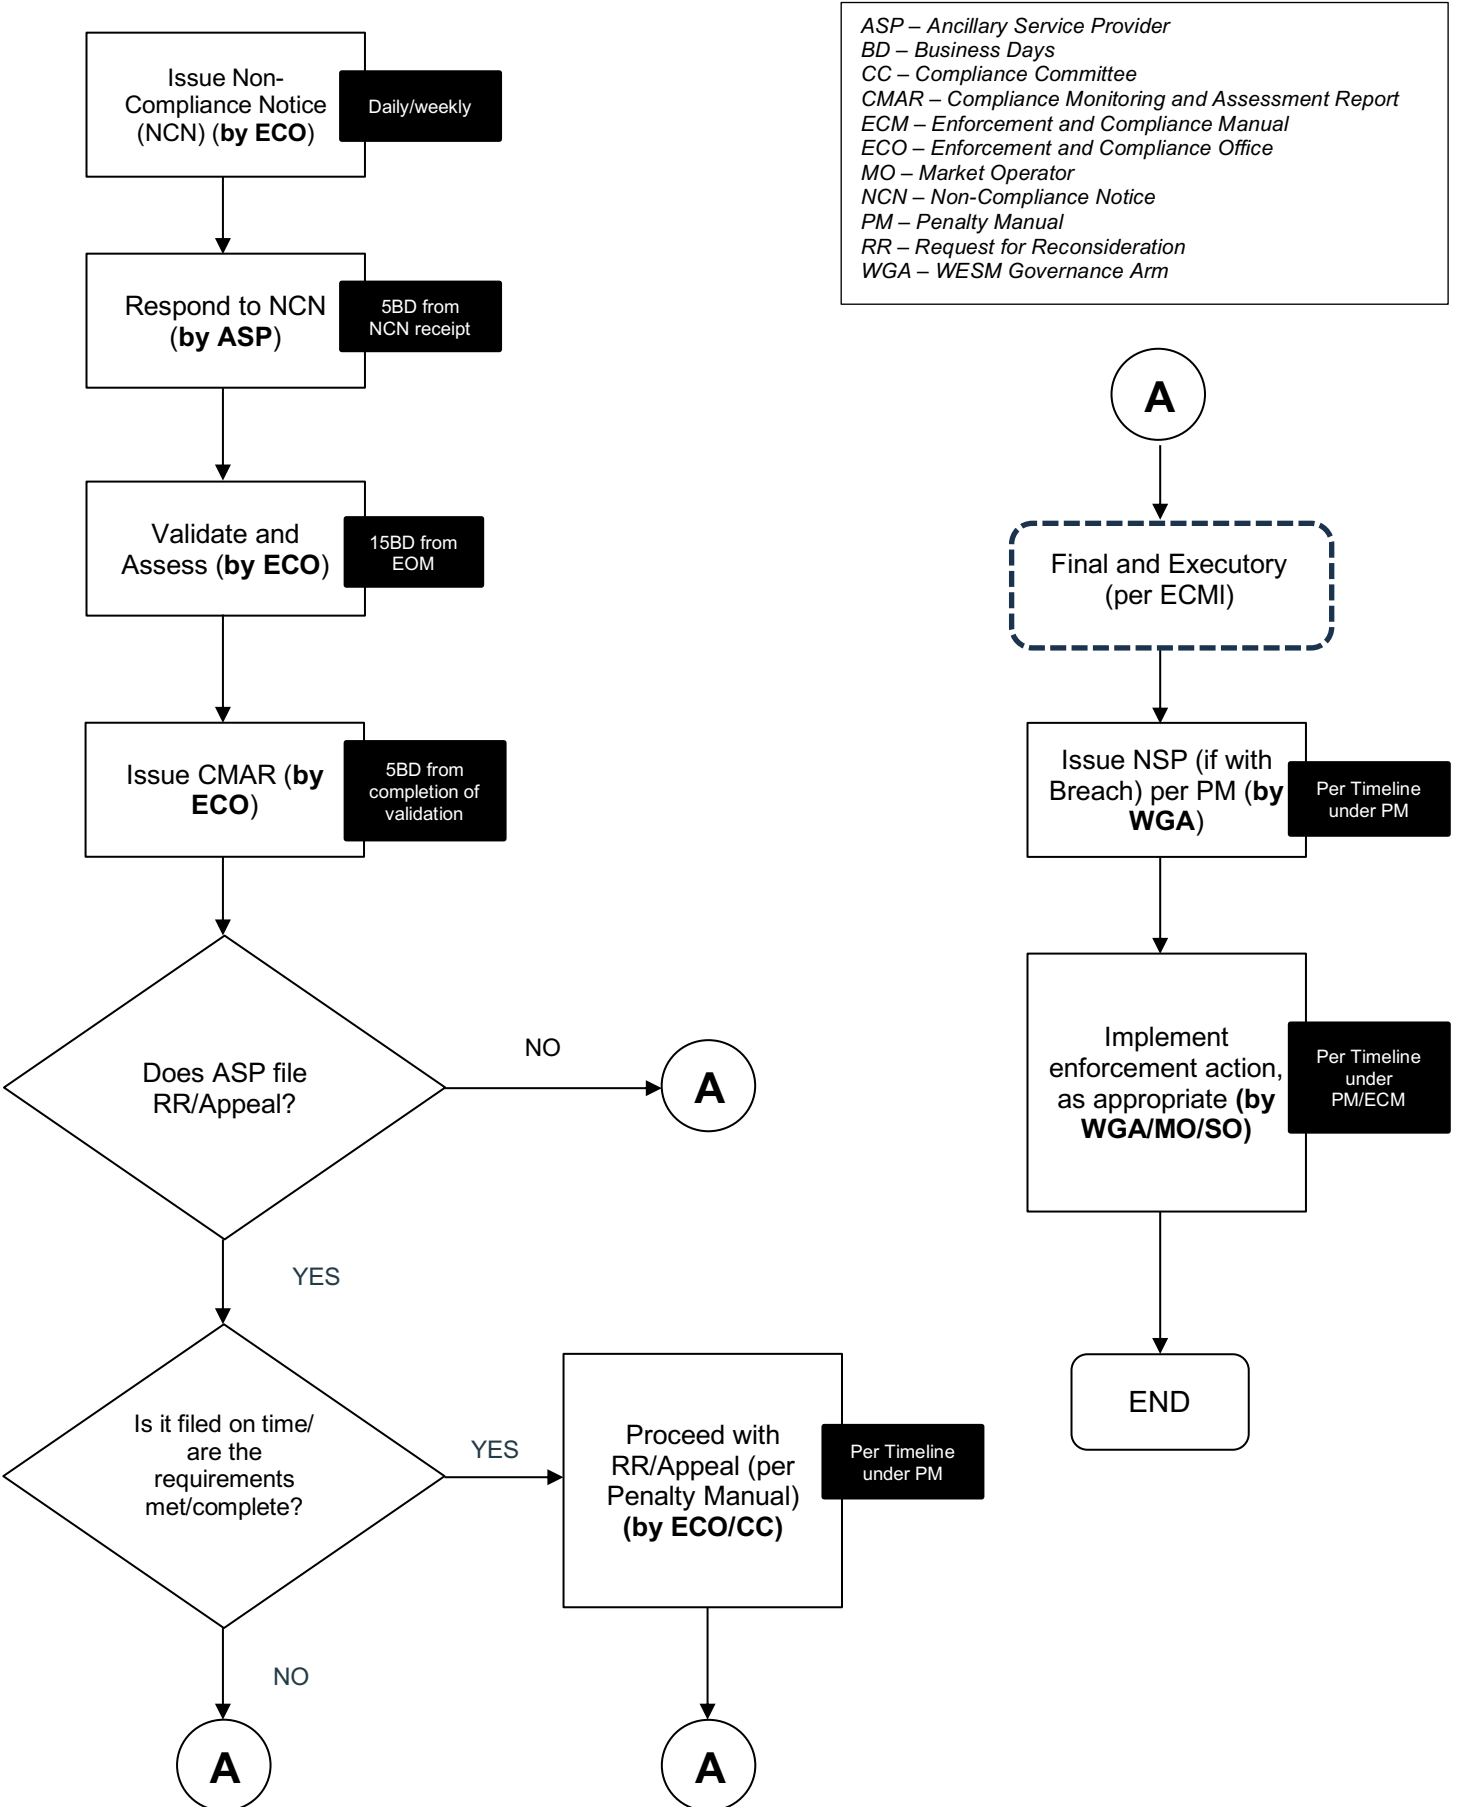 Issue Non-
Compliance Notice
(NCN) (by ECO)
Daily/weekly
Respond to NCN
(by ASP)
5BD from
NCN receipt
Validate and
Assess (by ECO)
15BD from
EOM
Issue CMAR (by
ECO)
5BD from
completion of
validation
Does ASP file
RR/Appeal?
NO
A
YES
Is it filed on time/
are the
requirements
met/complete?
YES
Proceed with
RR/Appeal (per
Penalty Manual)
(by ECO/CC)
Per Timeline
under PM
NO
A
A
ASP – Ancillary Service Provider
BD – Business Days
CC – Compliance Committee
CMAR – Compliance Monitoring and Assessment Report
ECM – Enforcement and Compliance Manual
ECO – Enforcement and Compliance Office
MO – Market Operator
NCN – Non-Compliance Notice
PM – Penalty Manual
RR – Request for Reconsideration
WGA – WESM Governance Arm
A
Final and Executory
(per ECMI)
Issue NSP (if with
Breach) per PM (by
WGA)
Per Timeline
under PM
Implement
enforcement action,
as appropriate (by
WGA/MO/SO)
Per Timeline
under
PM/ECM
END